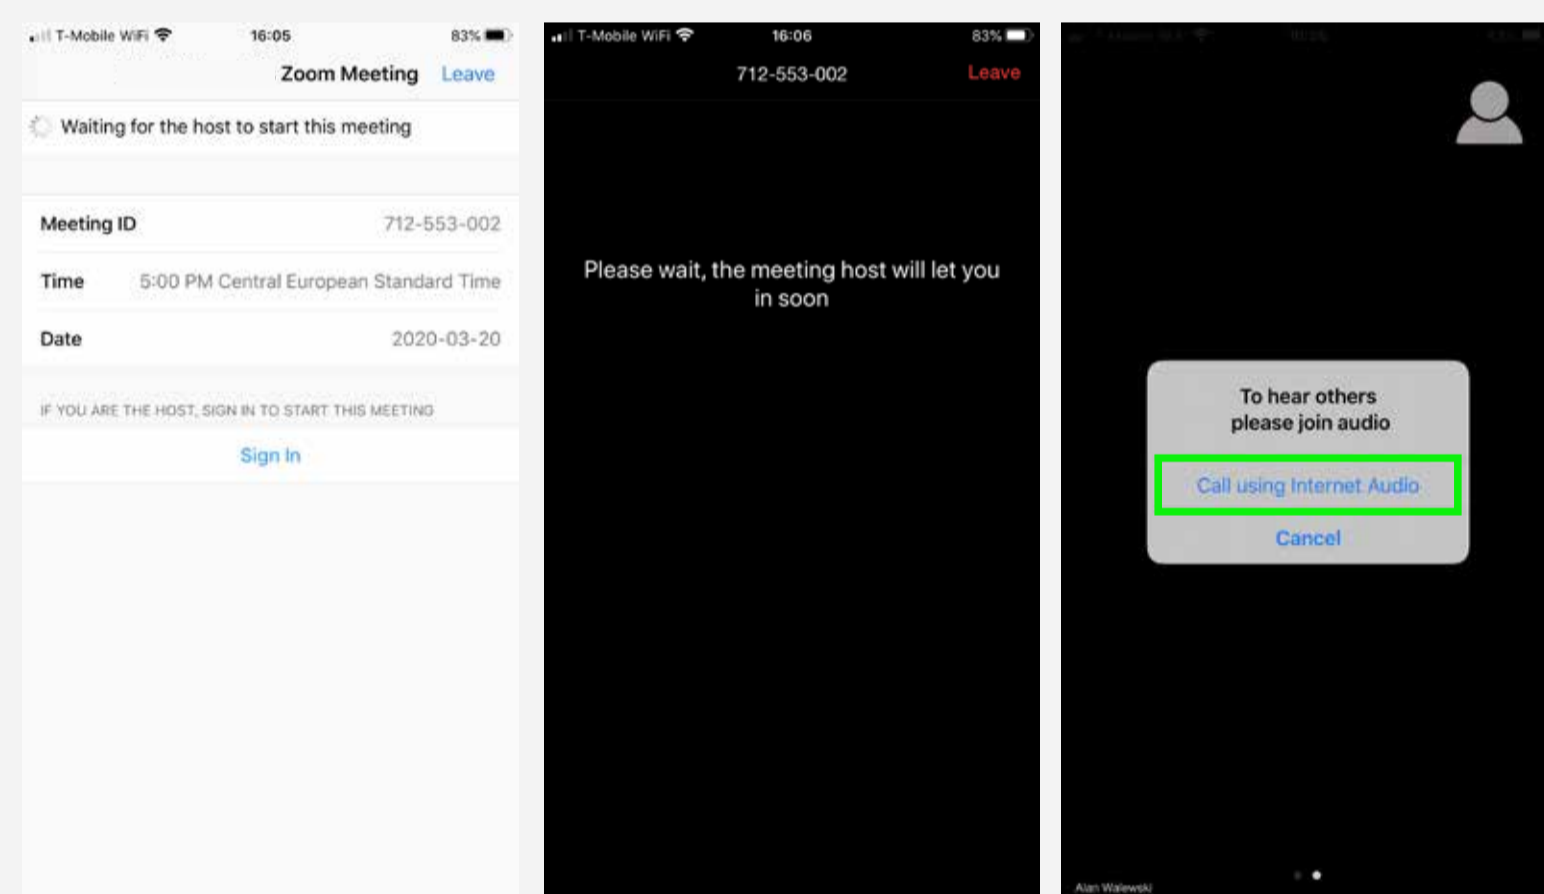 T-Mobile WiFi 16:05 83%
Zoom Meeting Leave
Waiting for the host to start this meeting
Meeting ID 712-553-002
Time 5:00 PM Central European Standard Time
Date 2020-03-20
IF YOU ARE THE HOST, SIGN IN TO START THIS MEETING
Sign In
T-Mobile WiFi 16:06 83%
712-553-002 Leave
Please wait, the meeting host will let you
in soon
To hear others
please join audio
Call using Internet Audio
Cancel
Alan Walewski